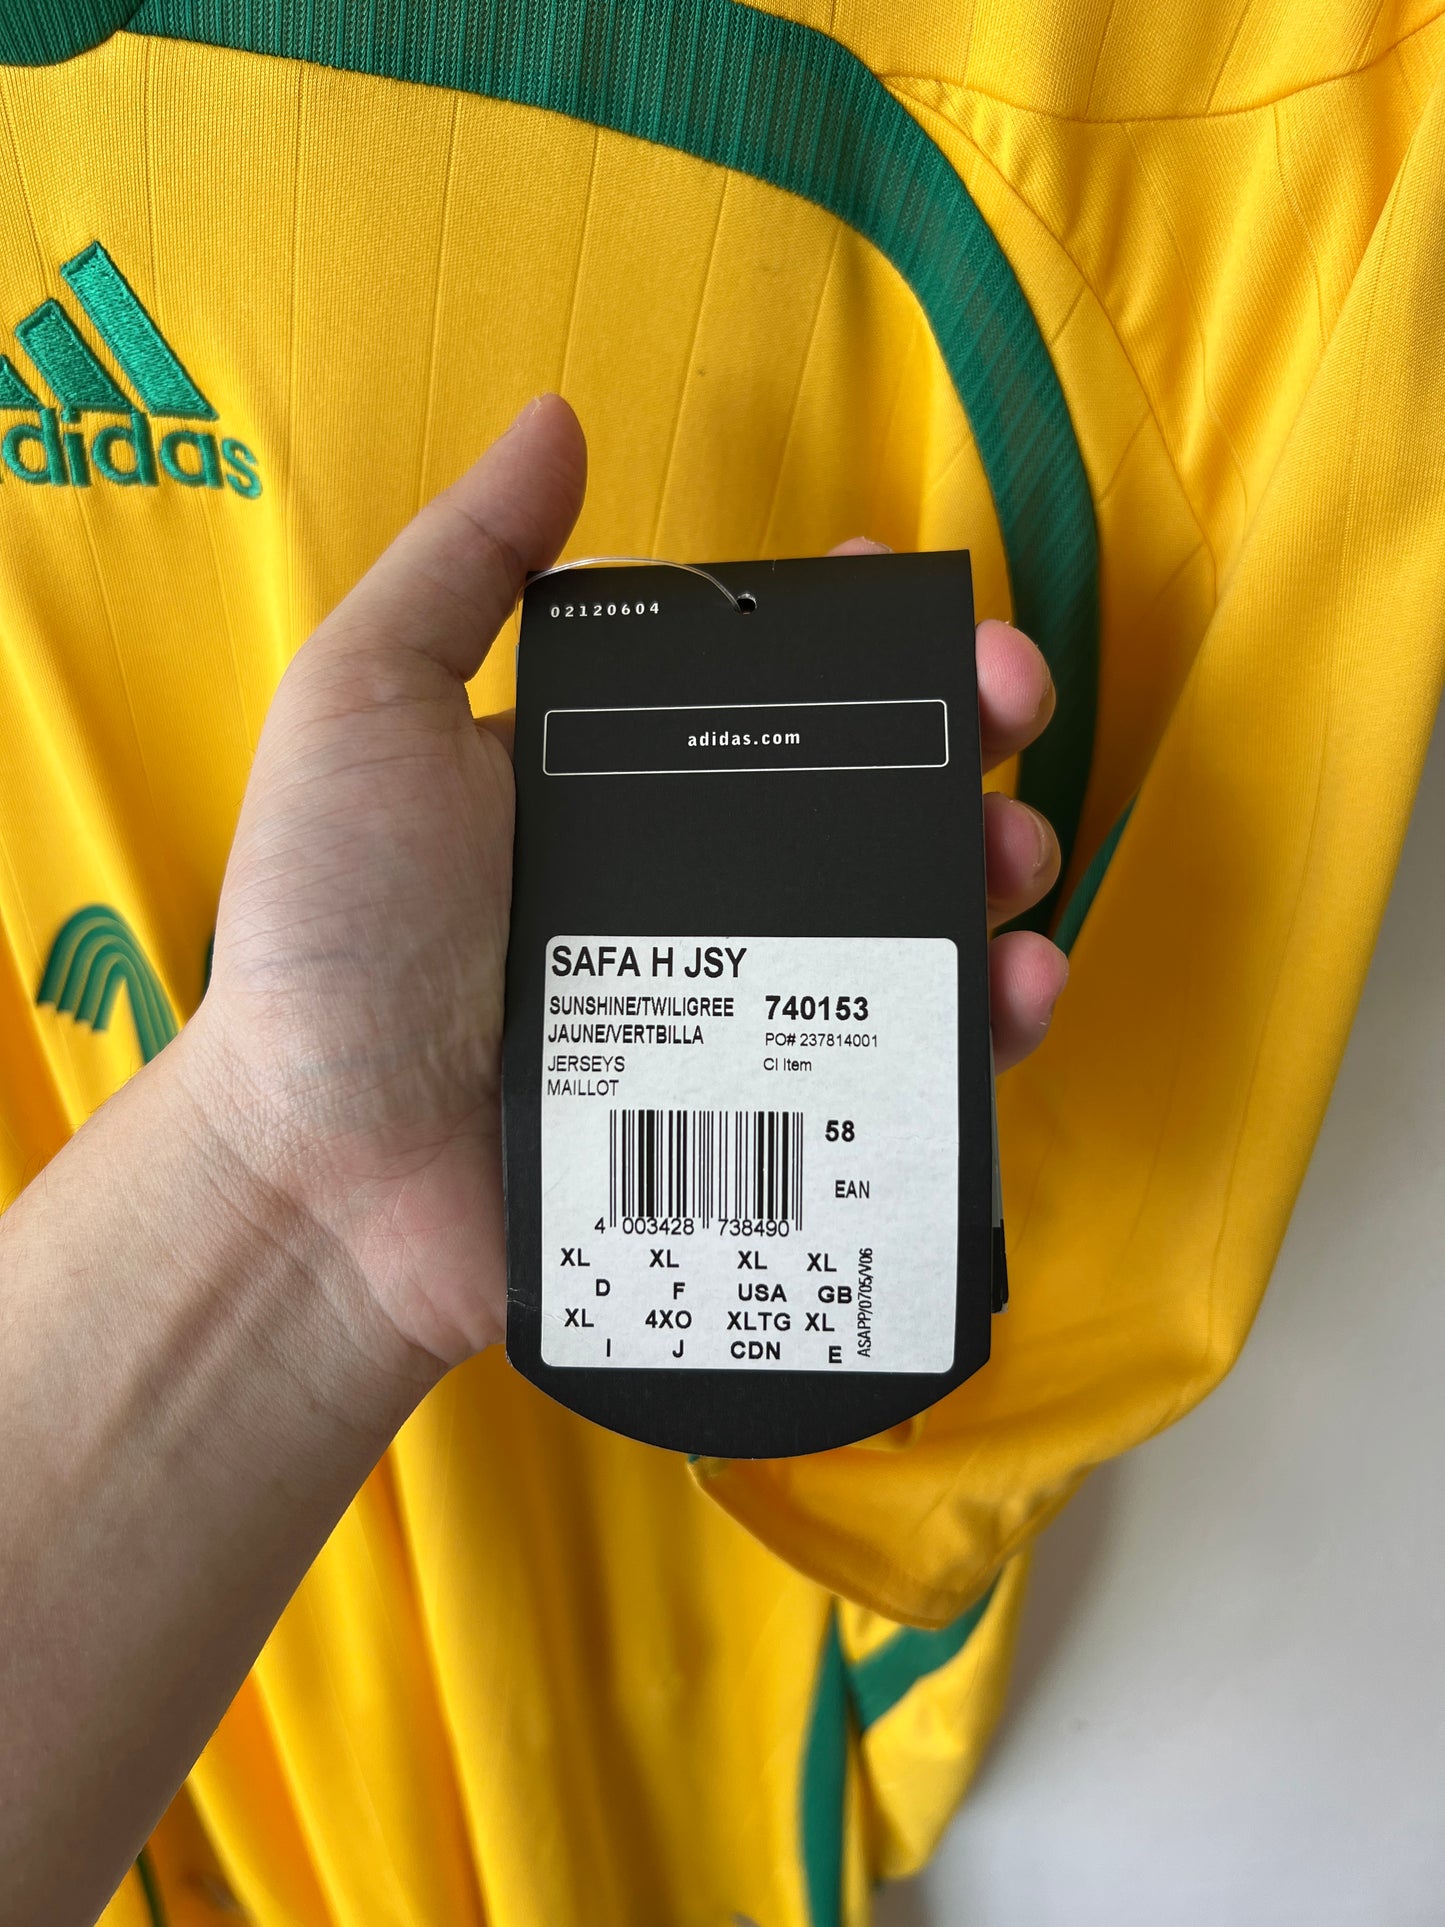 adidas
02120604
adidas.com
SAFA H JSY
SUNSHINE/TWILIGREE 740153
JAUNE/VERTBILLA PO# 237814001
JERSEYS CI Item
MAILLOT
58
EAN
4 003428 738490
XL XL XL XL
D F USA GB
XL 4XO XLTG XL
I J CDN E
ASAPP/0705/V06